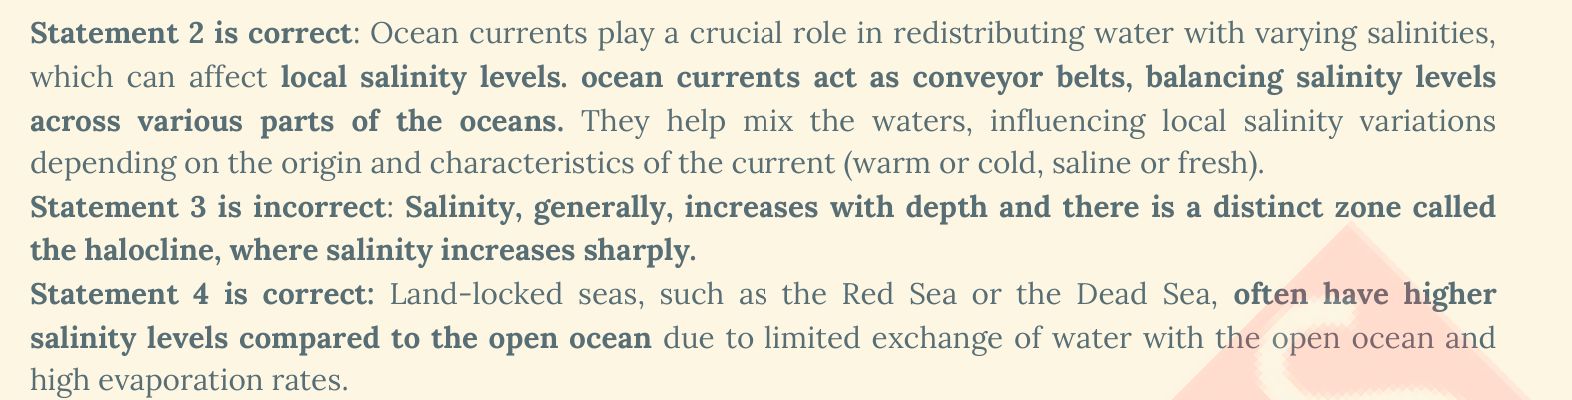 Statement 2 is correct: Ocean currents play a crucial role in redistributing water with varying salinities,
which can affect local salinity levels. ocean currents act as conveyor belts, balancing salinity levels
across various parts of the oceans. They help mix the waters, influencing local salinity variations
depending on the origin and characteristics of the current (warm or cold, saline or fresh).
Statement 3 is incorrect: Salinity, generally, increases with depth and there is a distinct zone called
the halocline, where salinity increases sharply.
Statement 4 is correct: Land-locked seas, such as the Red Sea or the Dead Sea, often have higher
salinity levels compared to the open ocean due to limited exchange of water with the open ocean and
high evaporation rates.